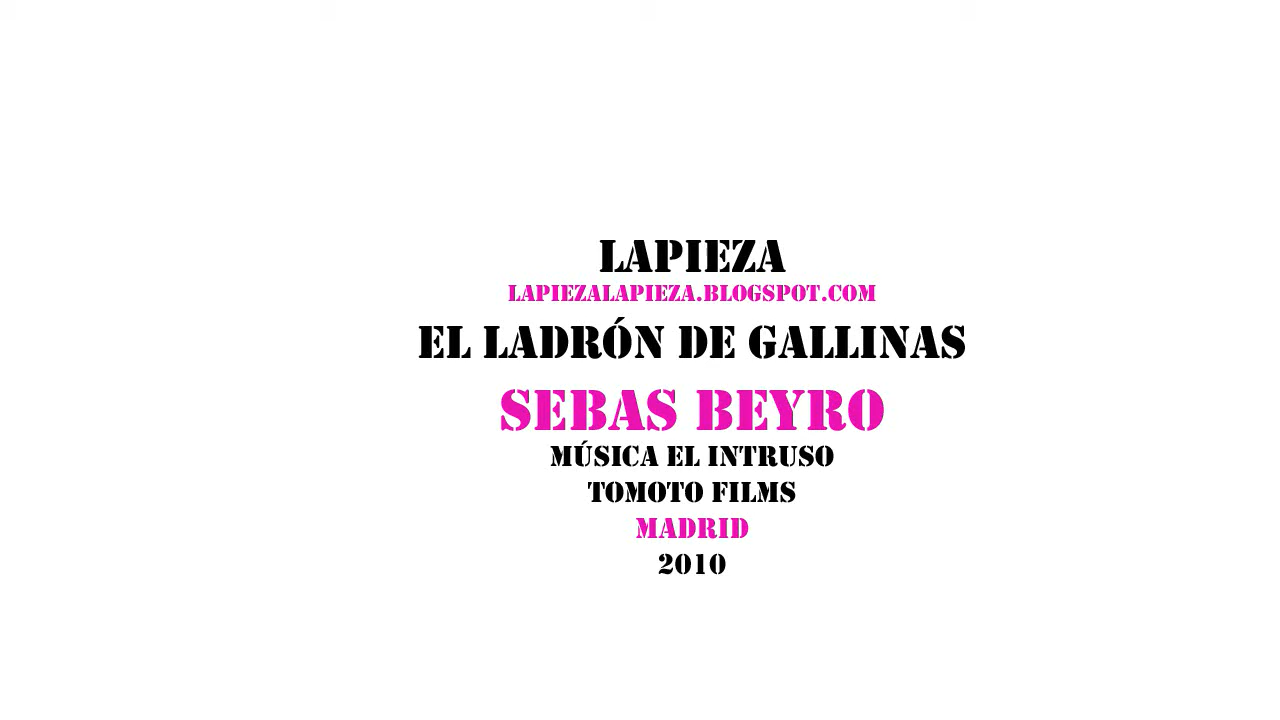 LAPIEZA
LAPIEZALAPIEZA.BLOGSPOT.COM
EL LADRÓN DE GALLINAS
SEBAS BEYRO
MÚSICA EL INTRUSO
TOMOTO FILMS
MADRID
2010